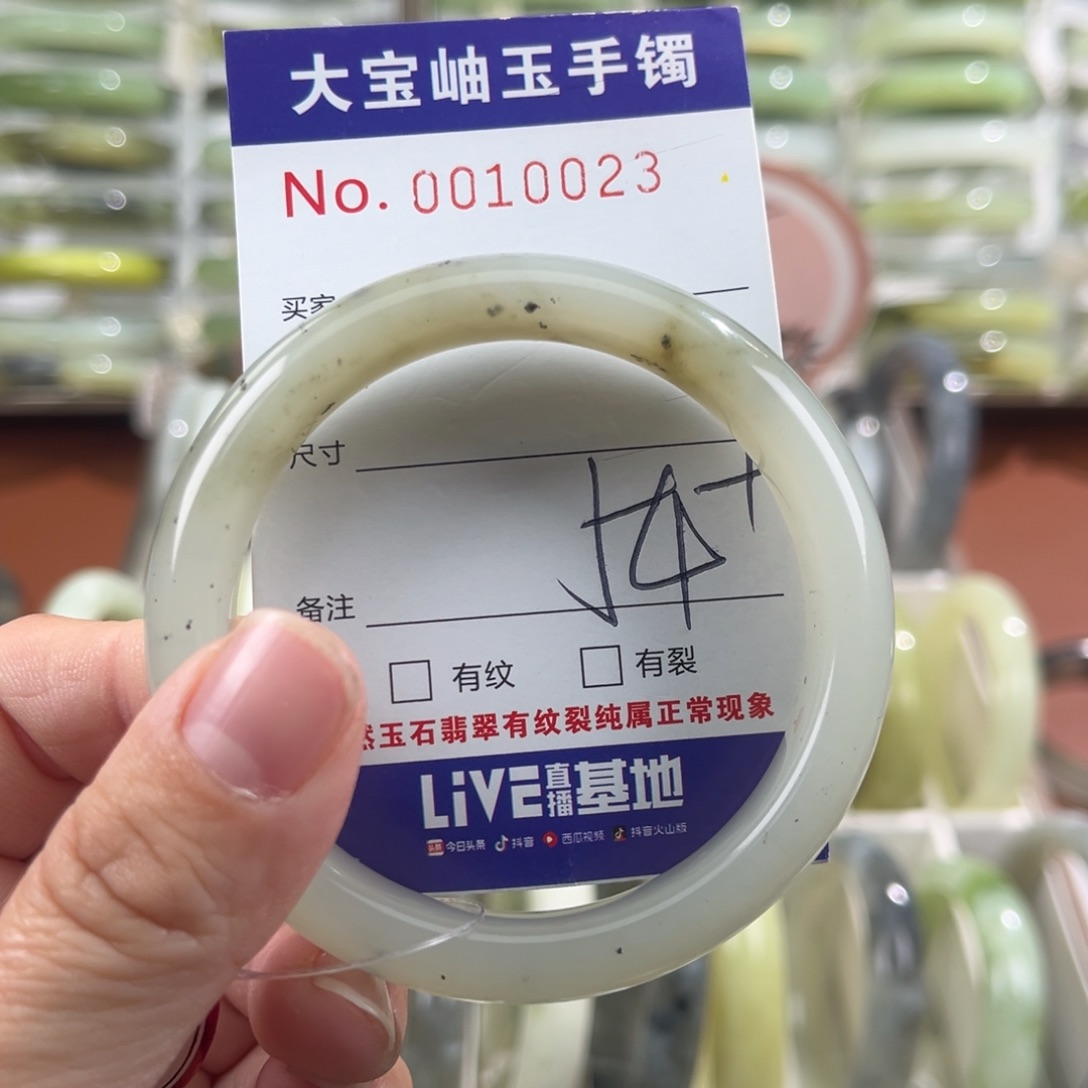 大宝岫玉手镯
No. 0010023
买家
尺寸
54+
备注
□ 有纹 □ 有裂
然玉石翡翠有纹裂纯属正常现象
LiVE直播基地
头条 今日头条 抖音 西瓜视频 抖音火山版